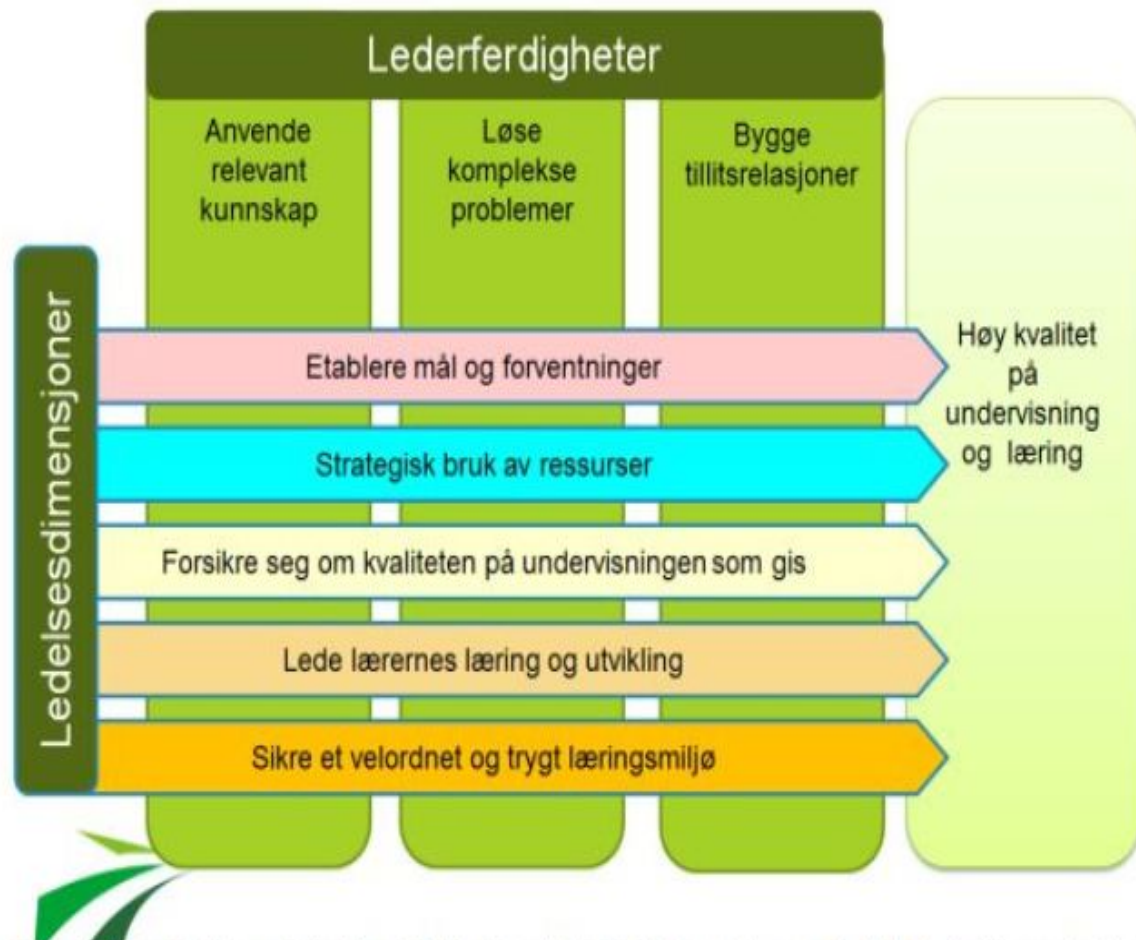 Lederferdigheter
Anvende
relevant
kunnskap
Løse
komplekse
problemer
Bygge
tillitsrelasjoner
Ledelsesdimensjoner
Etablere mål og forventninger
Strategisk bruk av ressurser
Forsikre seg om kvaliteten på undervisningen som gis
Lede lærernes læring og utvikling
Sikre et velordnet og trygt læringsmiljø
Høy kvalitet
på
undervisning
og læring